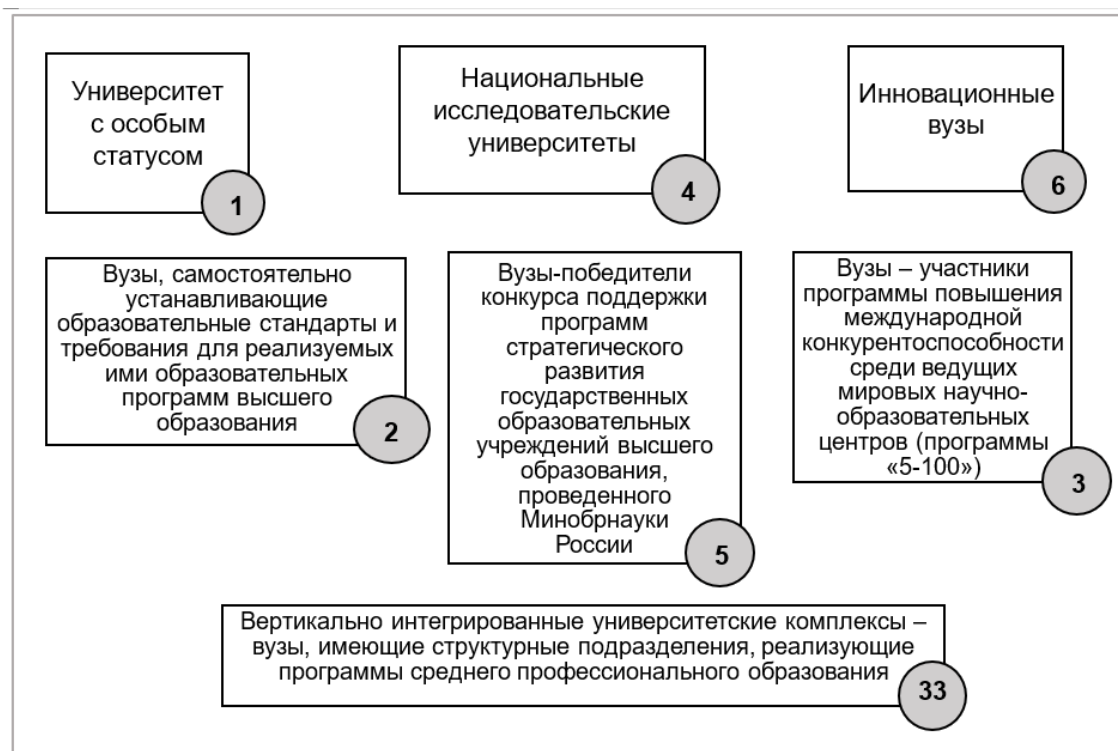 Университет
с особым
статусом
1
Национальные
исследовательские
университеты
4
Инновационные
вузы
6
Вузы, самостоятельно
устанавливающие
образовательные стандарты и
требования для реализуемых
ими образовательных
программ высшего
образования
2
Вузы-победители
конкурса поддержки
программ
стратегического
развития
государственных
образовательных
учреждений высшего
образования,
проведенного
Минобрнауки
России
5
Вузы – участники
программы повышения
международной
конкурентоспособности
среди ведущих
мировых научно-
образовательных
центров (программы
«5-100»)
3
Вертикально интегрированные университетские комплексы –
вузы, имеющие структурные подразделения, реализующие
программы среднего профессионального образования
33